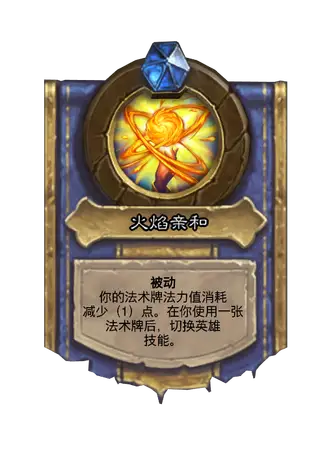 火焰亲和
被动
你的法术牌法力值消耗
减少（1）点。在你使用一张
法术牌后，切换英雄
技能。